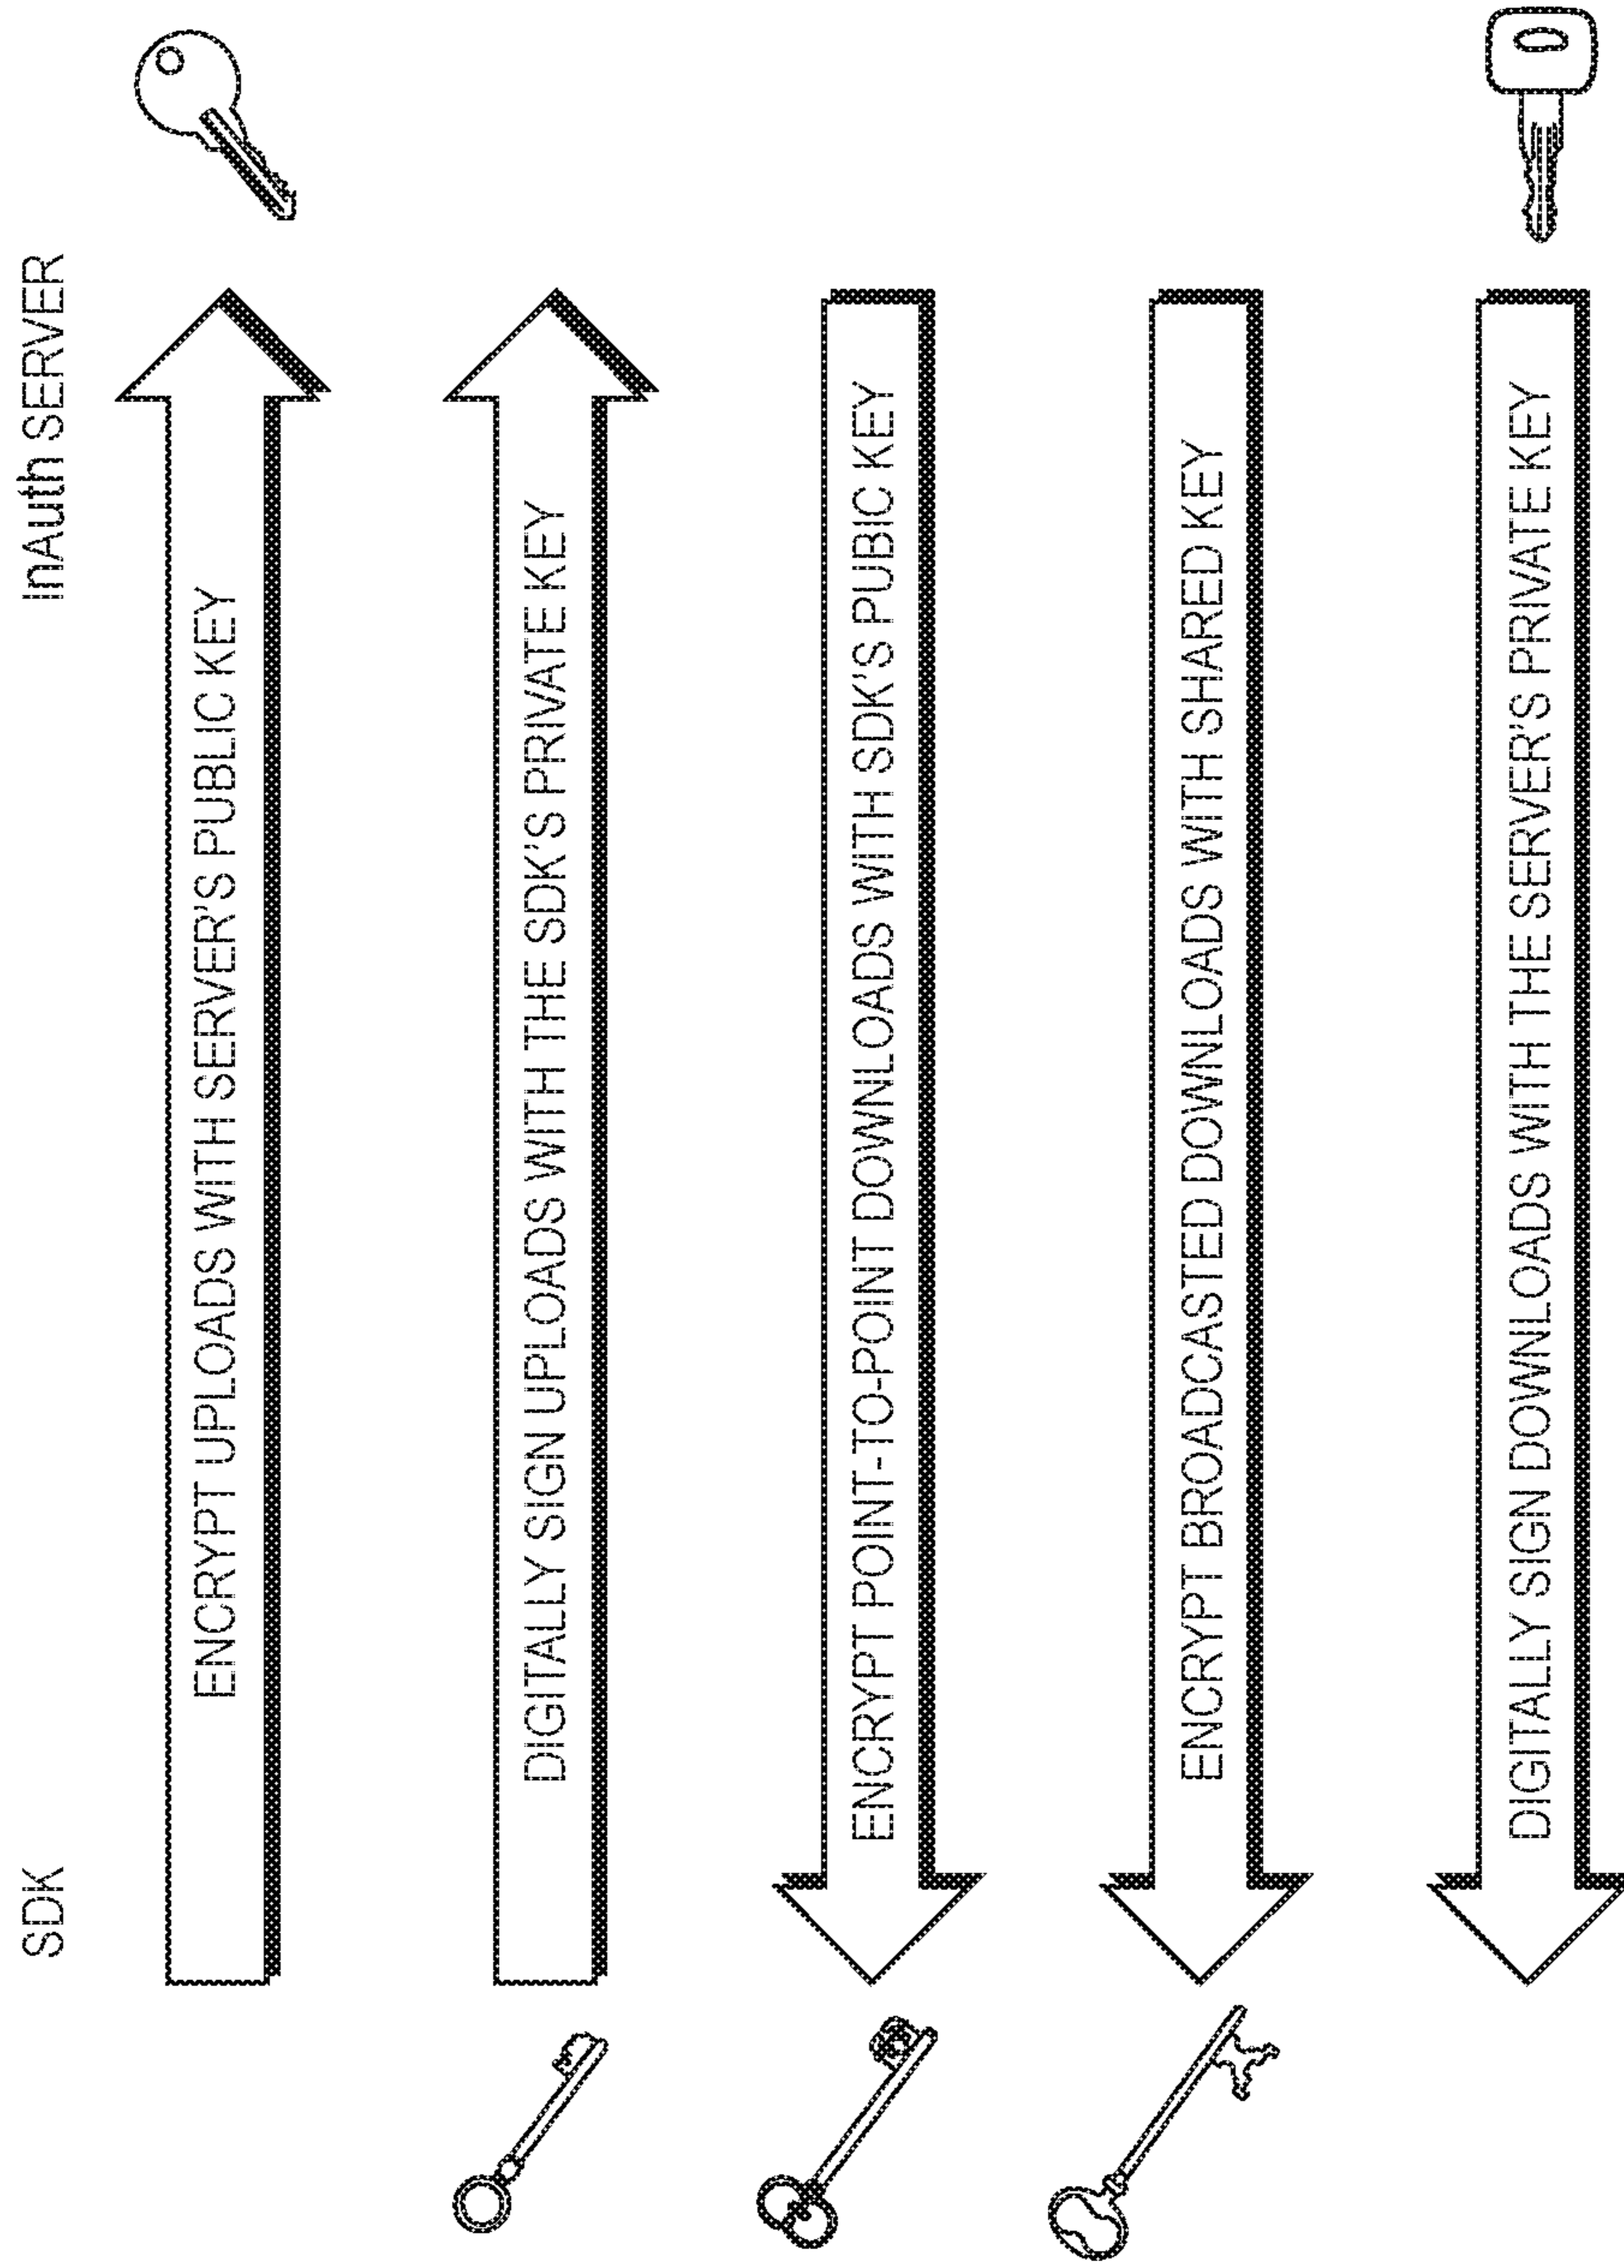 SDK
InAuth SERVER
ENCRYPT UPLOADS WITH SERVER'S PUBLIC KEY
DIGITALLY SIGN UPLOADS WITH THE SDK'S PRIVATE KEY
ENCRYPT POINT-TO-POINT DOWNLOADS WITH SDK'S PUBIC KEY
ENCRYPT BROADCASTED DOWNLOADS WITH SHARED KEY
DIGITALLY SIGN DOWNLOADS WITH THE SERVER'S PRIVATE KEY